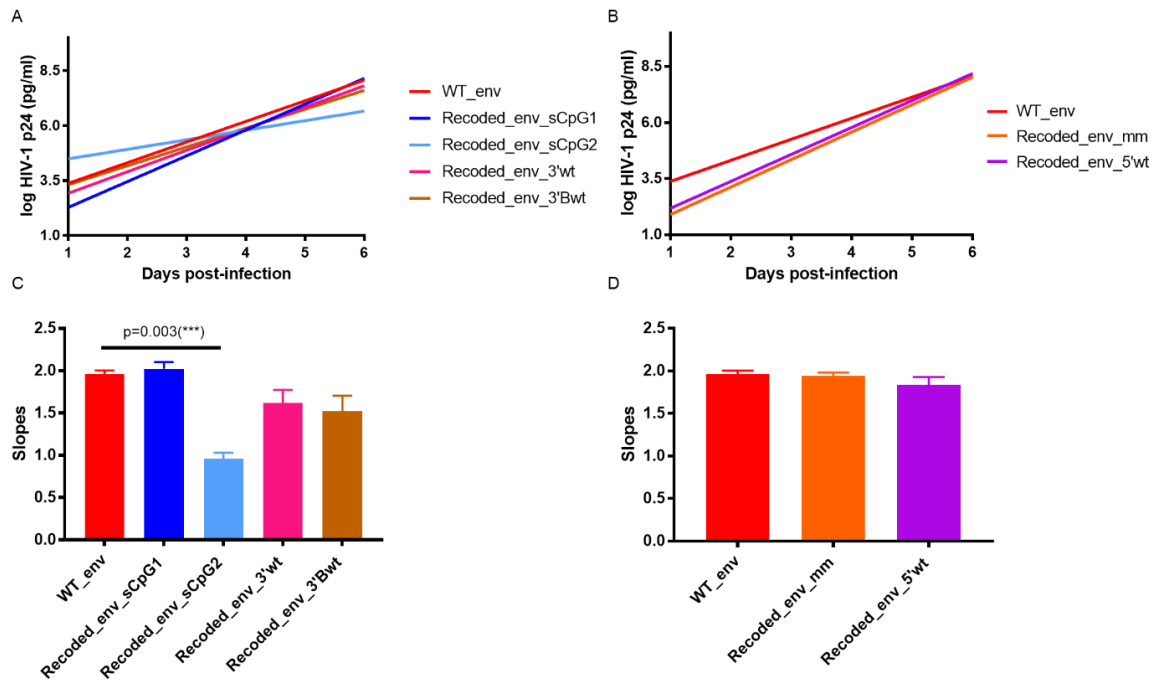 A
log HIV-1 p24 (pg/ml)
8.5
6.0
3.5
1.0
1 2 3 4 5 6
Days post-infection
WT_env
Recoded_env_sCpG1
Recoded_env_sCpG2
Recoded_env_3'wt
Recoded_env_3'Bwt
B
log HIV-1 p24 (pg/ml)
8.5
6.0
3.5
1.0
1 2 3 4 5 6
Days post-infection
WT_env
Recoded_env_mm
Recoded_env_5'wt
C
Slopes
2.5
2.0
1.5
1.0
0.5
0.0
p=0.003(***)
WT_env
Recoded_env_sCpG1
Recoded_env_sCpG2
Recoded_env_3'wt
Recoded_env_3'Bwt
D
Slopes
2.5
2.0
1.5
1.0
0.5
0.0
WT_env
Recoded_env_mm
Recoded_env_5'wt